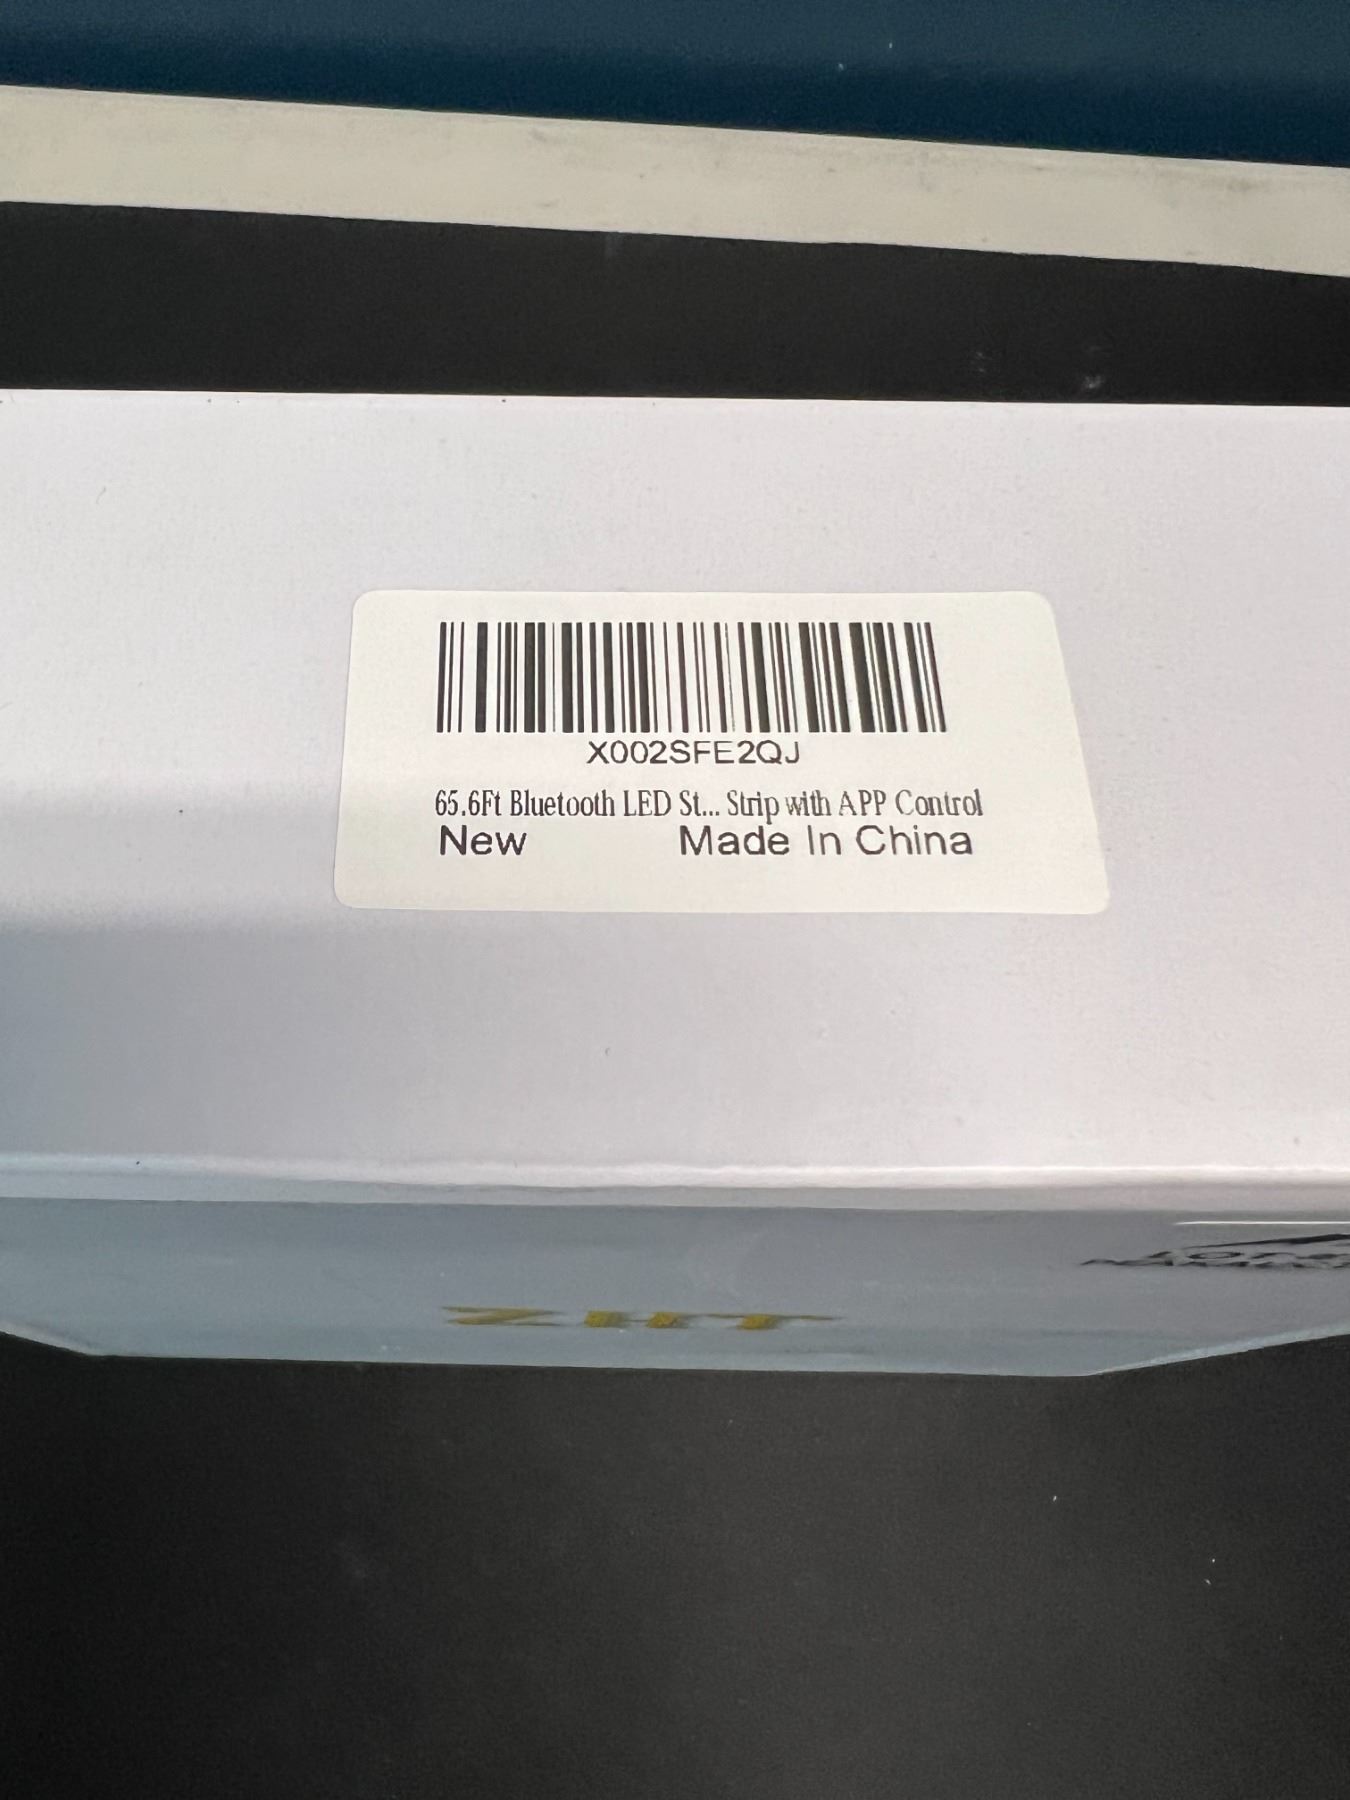 X002SFE2QJ
65.6Ft Bluetooth LED St... Strip with APP Control
New Made In China